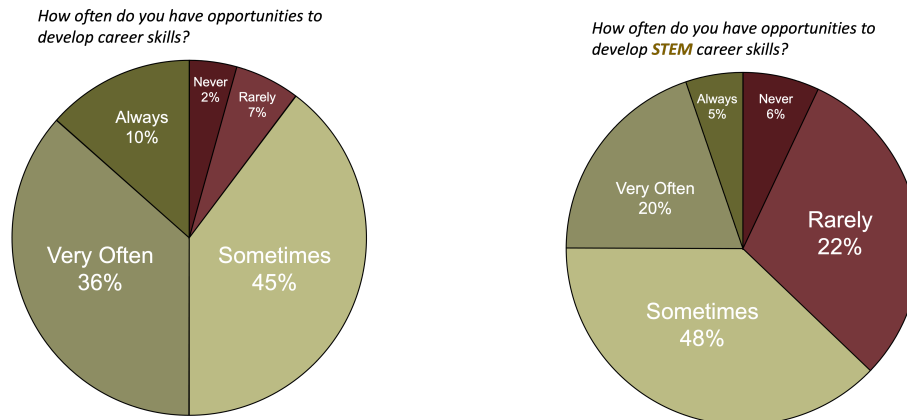 How often do you have opportunities to
develop career skills?
Never
2%
Rarely
7%
Sometimes
45%
Very Often
36%
Always
10%
How often do you have opportunities to
develop STEM career skills?
Never
6%
Rarely
22%
Sometimes
48%
Very Often
20%
Always
5%